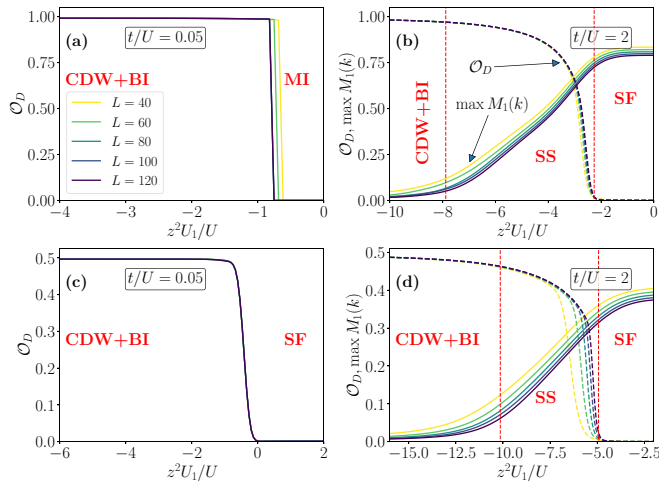 (a)
t/U = 0.05
CDW+BI
MI
L = 40
L = 60
L = 80
L = 100
L = 120
𝒪_D
1.00
0.75
0.50
0.25
0.00
−4
−3
−2
−1
0
z²U₁/U
(b)
t/U = 2
𝒪_D
max M₁(k)
CDW+BI
SS
SF
𝒪_D, max M₁(k)
1.00
0.75
0.50
0.25
0.00
−10
−8
−6
−4
−2
0
z²U₁/U
(c)
t/U = 0.05
CDW+BI
SF
𝒪_D
0.5
0.4
0.3
0.2
0.1
0.0
−6
−4
−2
0
2
z²U₁/U
(d)
t/U = 2
CDW+BI
SS
SF
𝒪_D, max M₁(k)
0.5
0.4
0.3
0.2
0.1
0.0
−15.0
−12.5
−10.0
−7.5
−5.0
−2.5
z²U₁/U